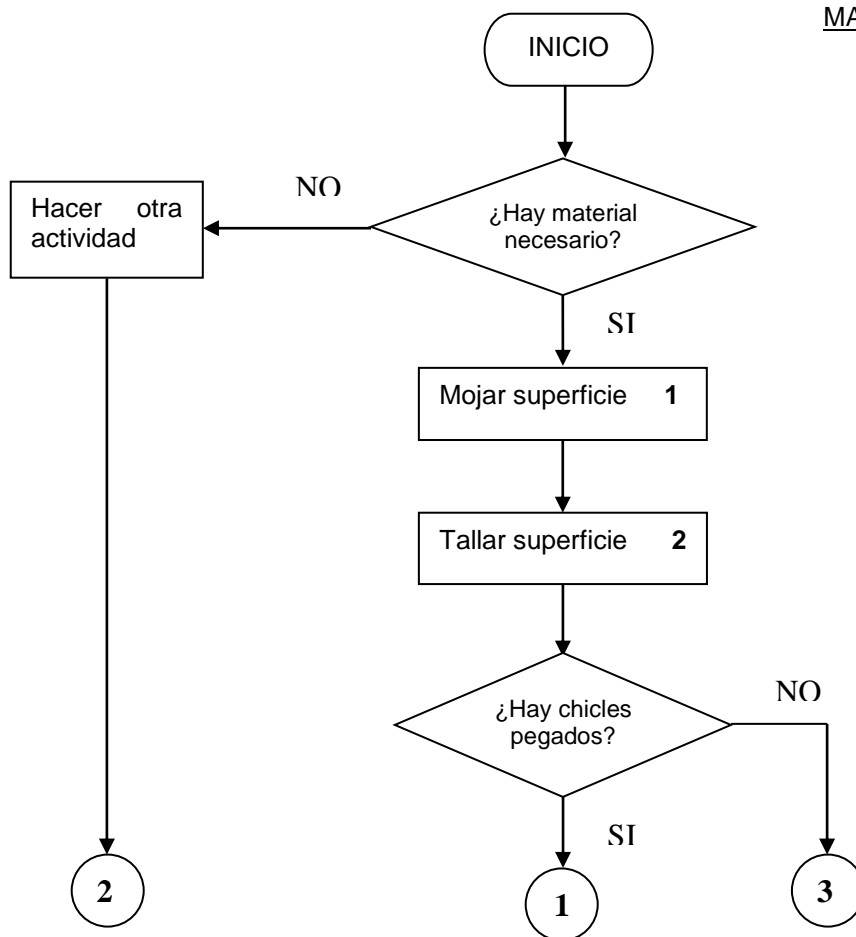 MA
INICIO
NO
Hacer otra
actividad
¿Hay material
necesario?
SI
Mojar superficie 1
Tallar superficie 2
¿Hay chicles
pegados?
NO
SI
2
1
3